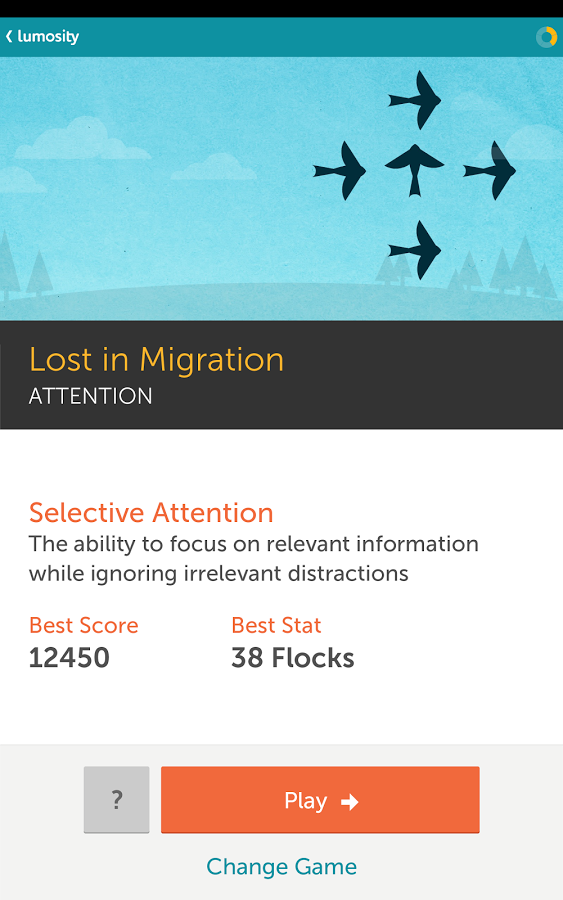 lumosity
Lost in Migration
ATTENTION
Selective Attention
The ability to focus on relevant information
while ignoring irrelevant distractions
Best Score
Best Stat
12450
38 Flocks
?
Play
Change Game